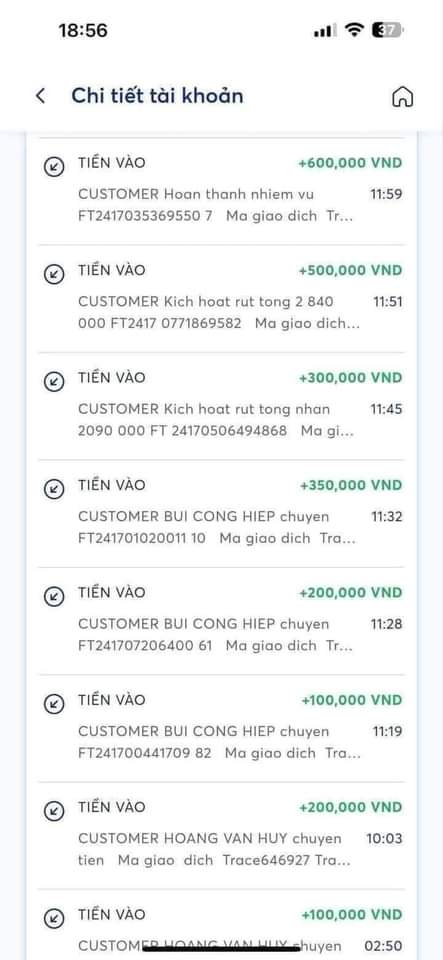 18:56
37
Chi tiết tài khoản
TIỀN VÀO +600,000 VND
CUSTOMER Hoan thanh nhiem vu 11:59
FT2417035369550 7 Ma giao dich Tr...
TIỀN VÀO +500,000 VND
CUSTOMER Kich hoat rut tong 2 840 11:51
000 FT2417 0771869582 Ma giao dich...
TIỀN VÀO +300,000 VND
CUSTOMER Kich hoat rut tong nhan 11:45
2090 000 FT 24170506494868 Ma gi...
TIỀN VÀO +350,000 VND
CUSTOMER BUI CONG HIEP chuyen 11:32
FT241701020011 10 Ma giao dich Tra...
TIỀN VÀO +200,000 VND
CUSTOMER BUI CONG HIEP chuyen 11:28
FT241707206400 61 Ma giao dich Tr...
TIỀN VÀO +100,000 VND
CUSTOMER BUI CONG HIEP chuyen 11:19
FT241700441709 82 Ma giao dich Tra...
TIỀN VÀO +200,000 VND
CUSTOMER HOANG VAN HUY chuyen 10:03
tien Ma giao dich Trace646927 Tra...
TIỀN VÀO +100,000 VND
CUSTOMER HOANG VAN HUY chuyen 02:50